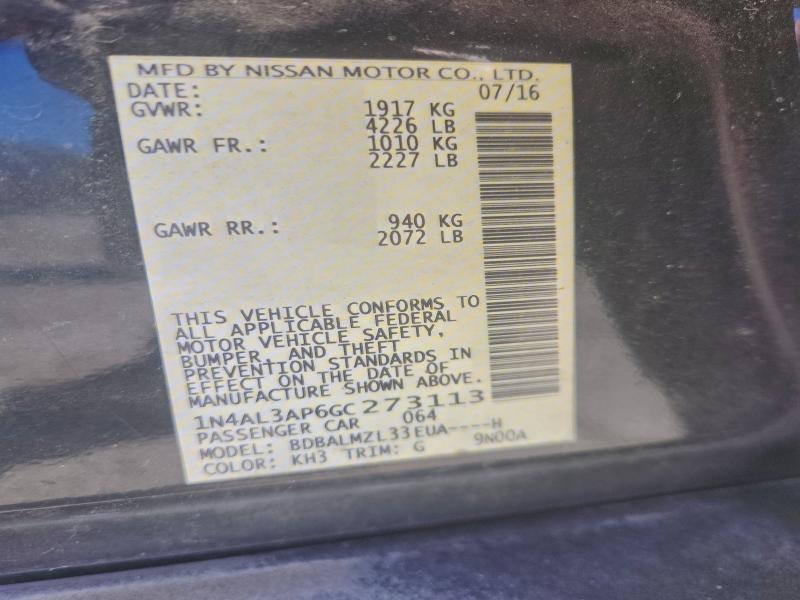 MFD BY NISSAN MOTOR CO., LTD.
DATE: 07/16
GVWR: 1917 KG
4226 LB
GAWR FR.: 1010 KG
2227 LB
GAWR RR.: 940 KG
2072 LB
THIS VEHICLE CONFORMS TO
ALL APPLICABLE FEDERAL
MOTOR VEHICLE SAFETY,
BUMPER, AND THEFT
PREVENTION STANDARDS IN
EFFECT ON THE DATE OF
MANUFACTURE SHOWN ABOVE.
1N4AL3AP6GC273113
PASSENGER CAR 064
MODEL: BDBALMZL33EUA----H
COLOR: KH3 TRIM: G 9N00A